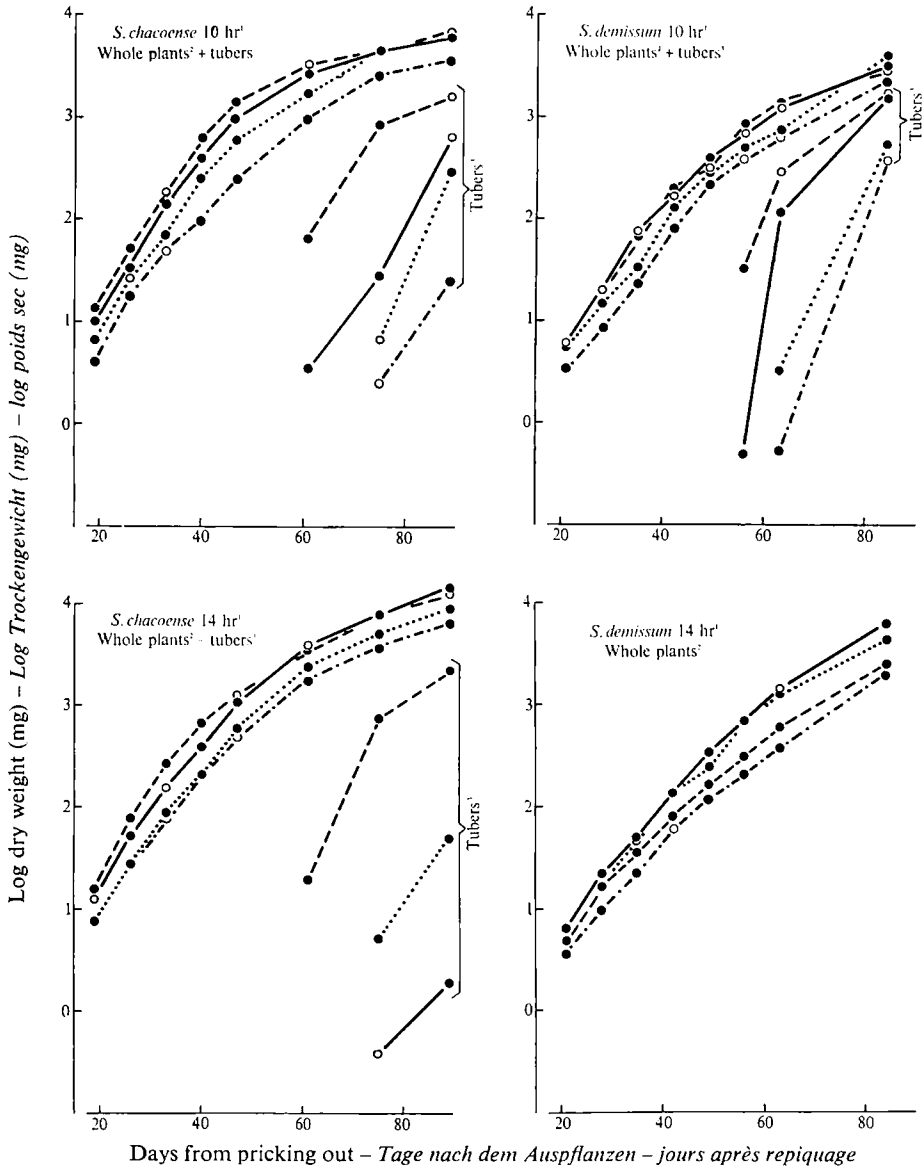 4
3
2
1
0
S. chacoense 10 hr¹
Whole plants² + tubers
Tubers¹
20 40 60 80
4
3
2
1
0
S. demissum 10 hr¹
Whole plants² + tubers¹
Tubers¹
20 40 60 80
Log dry weight (mg) – Log Trockengewicht (mg) – log poids sec (mg)
4
3
2
1
0
S. chacoense 14 hr¹
Whole plants² - tubers¹
Tubers¹
20 40 60 80
4
3
2
1
0
S. demissum 14 hr¹
Whole plants²
20 40 60 80
Days from pricking out – Tage nach dem Auspflanzen – jours après repiquage